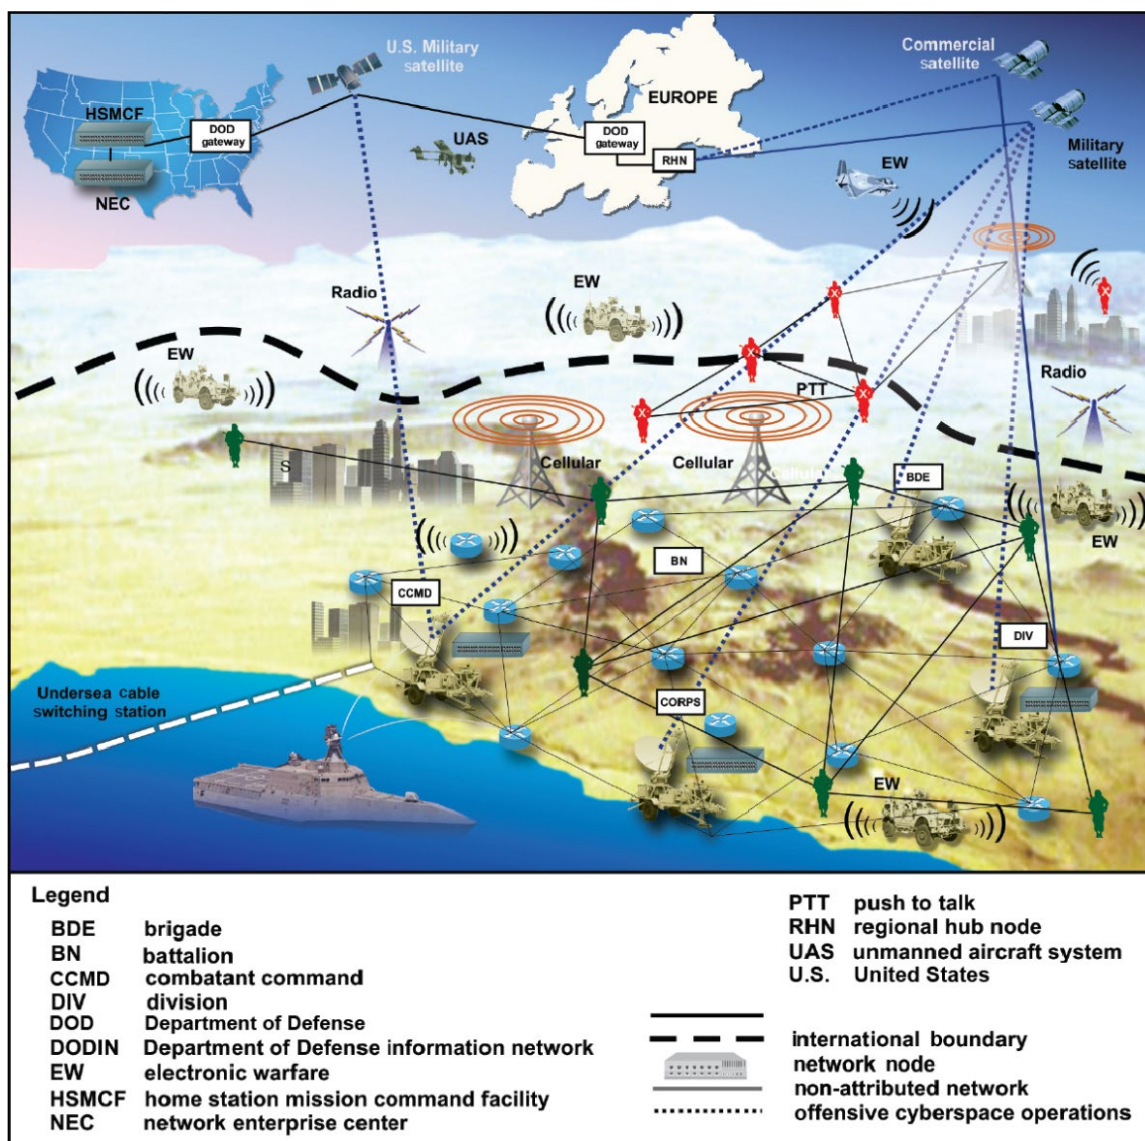 U.S. Military
satellite
Commercial
satellite
EUROPE
HSMCF
DOD
gateway
UAS
DOD
gateway
RHN
EW
Military
satellite
NEC
Radio
EW
EW
PTT
Radio
S
Cellular
Cellular
Cellular
BDE
EW
BN
CCMD
DIV
Undersea cable
switching station
CORPS
EW
Legend
BDE brigade
BN battalion
CCMD combatant command
DIV division
DOD Department of Defense
DODIN Department of Defense information network
EW electronic warfare
HSMCF home station mission command facility
NEC network enterprise center
PTT push to talk
RHN regional hub node
UAS unmanned aircraft system
U.S. United States
international boundary
network node
non-attributed network
offensive cyberspace operations